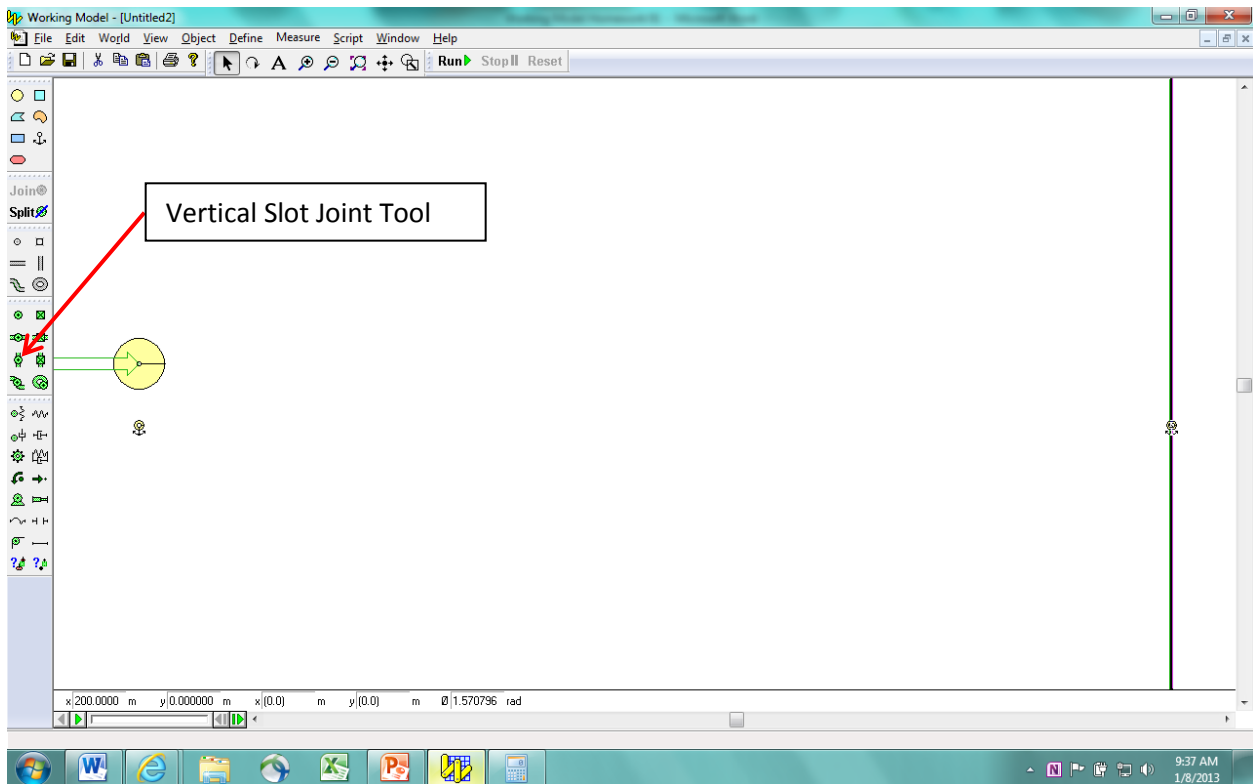 Working Model - [Untitled2]
File Edit World View Object Define Measure Script Window Help
A Run Stop Reset
Join
Split
Vertical Slot Joint Tool
x 200.0000 m y 0.000000 m x (0.0) m y (0.0) m Ø 1.570796 rad
9:37 AM
1/8/2013